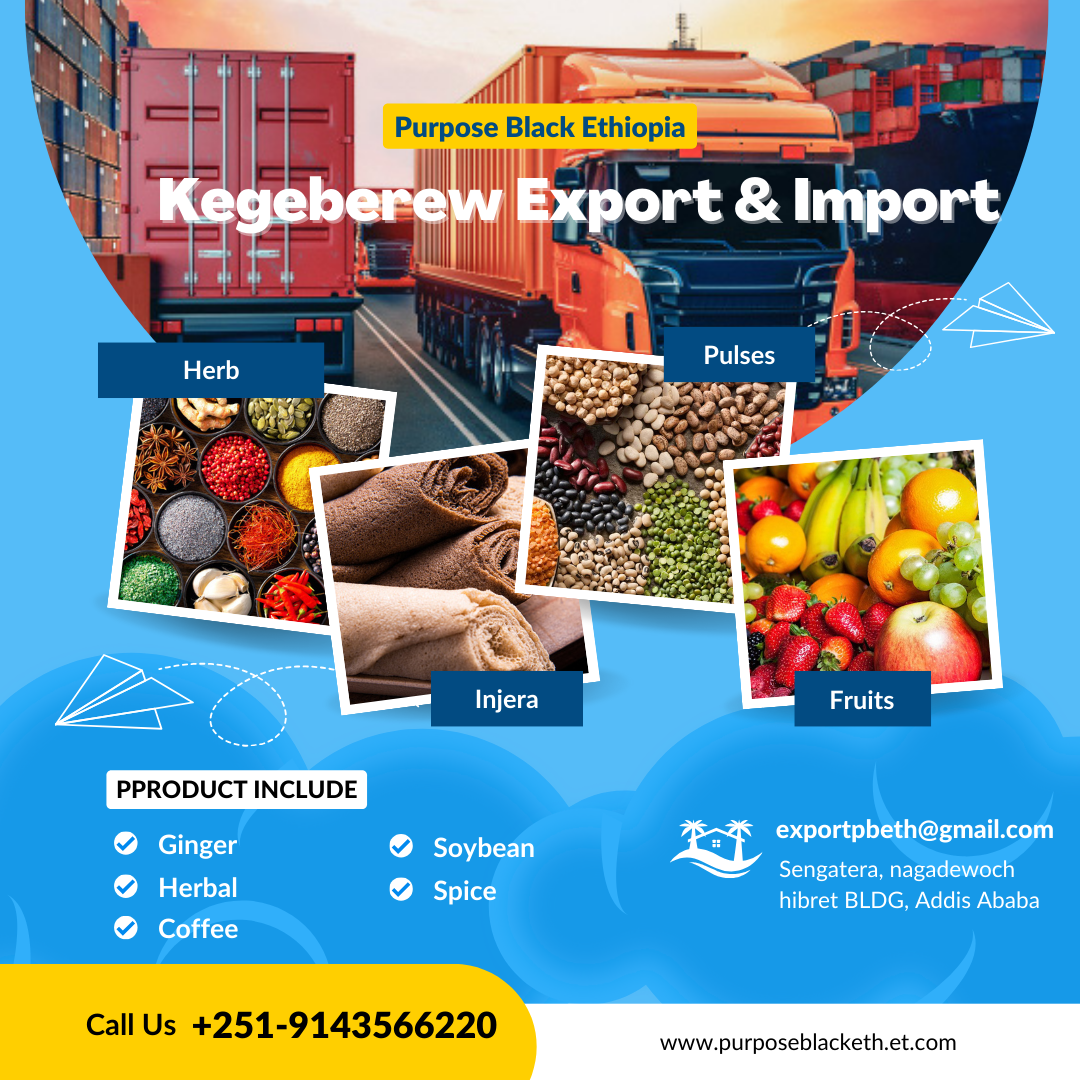 Purpose Black Ethiopia
Kegeberew Export & Import
Herb
Pulses
Injera
Fruits
PPRODUCT INCLUDE
Ginger
Herbal
Coffee
Soybean
Spice
exportpbeth@gmail.com
Sengatera, nagadewoch
hibret BLDG, Addis Ababa
Call Us +251-9143566220
www.purposeblacketh.et.com